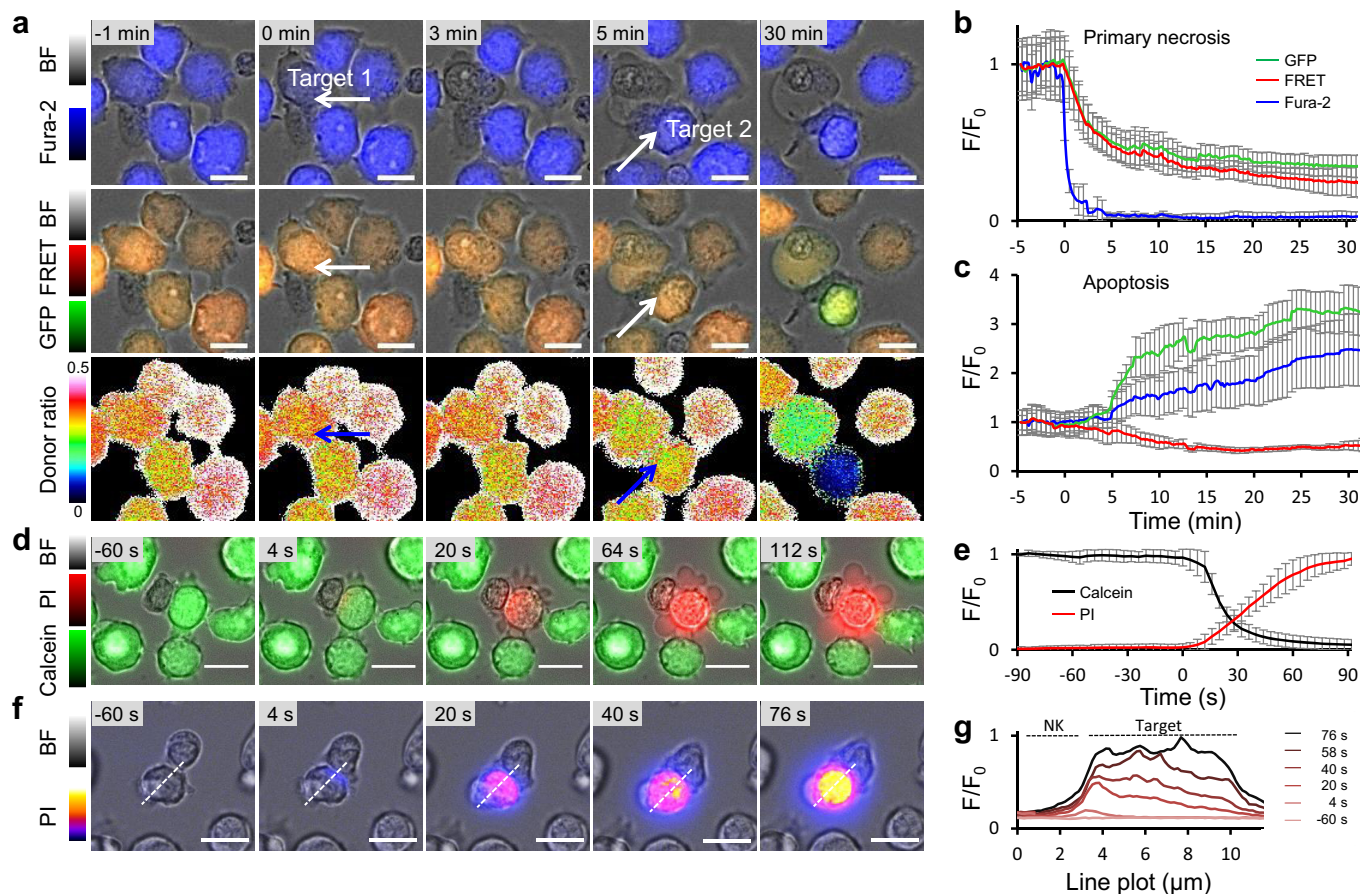 a
-1 min
0 min
3 min
5 min
30 min
BF
Fura-2
Target 1
Target 2
BF
FRET
GFP
0.5
Donor ratio
0
b
Primary necrosis
GFP
FRET
Fura-2
F/F0
1
0
-5 0 5 10 15 20 25 30
c
Apoptosis
F/F0
4
3
2
1
0
-5 0 5 10 15 20 25 30
Time (min)
d
-60 s
4 s
20 s
64 s
112 s
BF
PI
Calcein
e
Calcein
PI
F/F0
1
0
-90 -60 -30 0 30 60 90
Time (s)
f
-60 s
4 s
20 s
40 s
76 s
BF
PI
g
NK
Target
F/F0
1
0
76 s
58 s
40 s
20 s
4 s
-60 s
0 2 4 6 8 10
Line plot (µm)